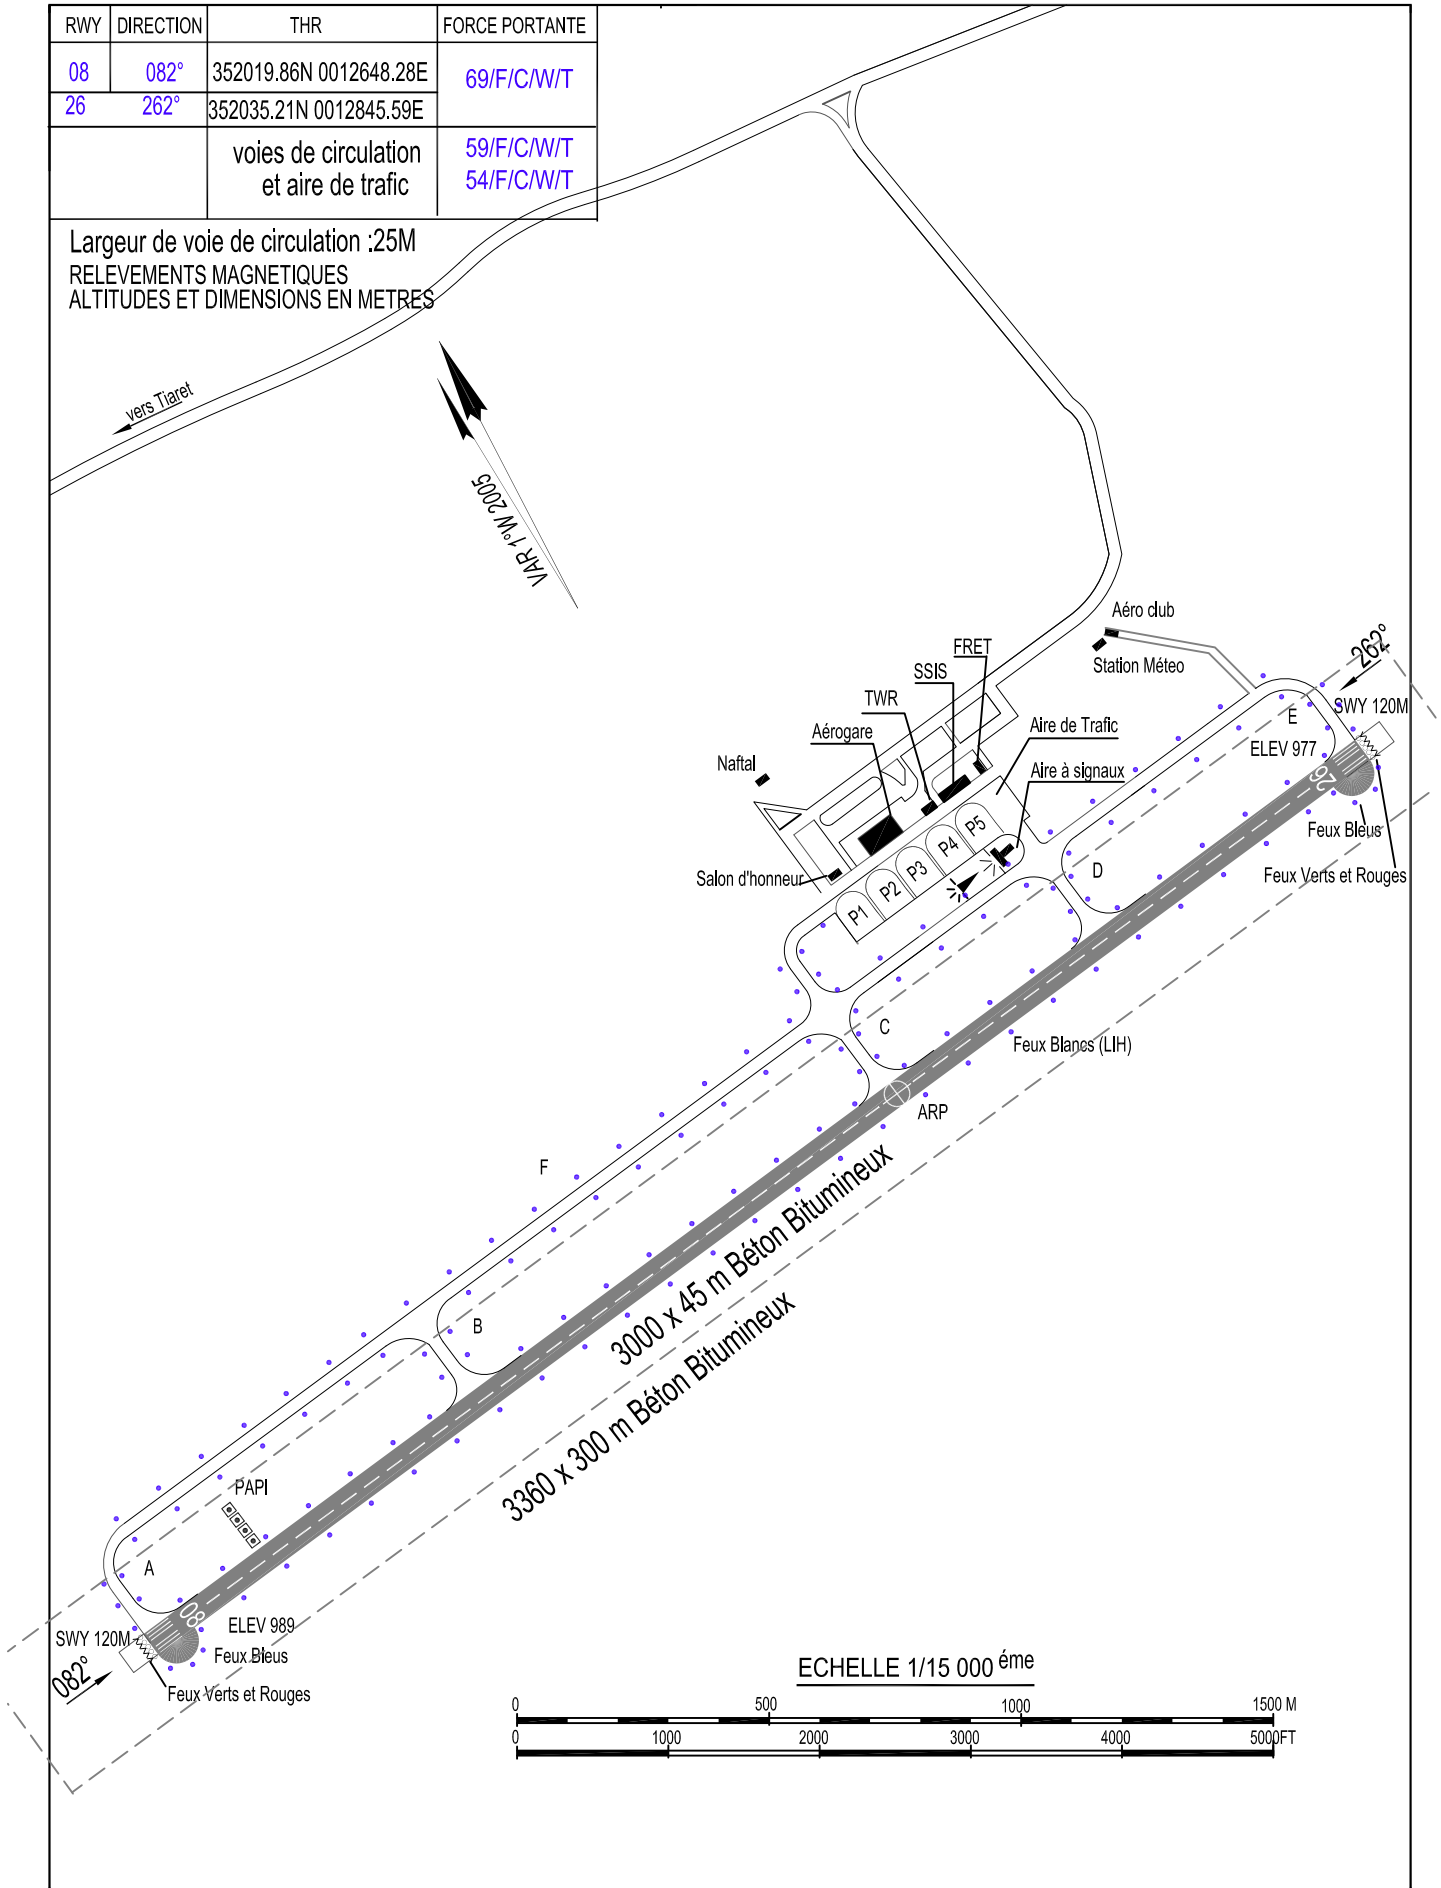 RWY DIRECTION THR FORCE PORTANTE
08 082° 352019.86N 0012648.28E 69/F/C/W/T
26 262° 352035.21N 0012845.59E
voies de circulation 59/F/C/W/T
et aire de trafic 54/F/C/W/T
Largeur de voie de circulation :25M
RELEVEMENTS MAGNETIQUES
ALTITUDES ET DIMENSIONS EN METRES
vers Tiaret
VAR 1°W 2005
Aéro club
Station Météo
262°
SWY 120M
FRET
SSIS
TWR
Aérogare
Naftal
Aire de Trafic
Aire à signaux
E
ELEV 977
26
Feux Bleus
Feux Verts et Rouges
Salon d'honneur
P1
P2
P3
P4
P5
D
C
Feux Blancs (LIH)
ARP
F
B
3000 x 45 m Béton Bitumineux
3360 x 300 m Béton Bitumineux
PAPI
A
08
ELEV 989
SWY 120M
Feux Bleus
082°
Feux Verts et Rouges
ECHELLE 1/15 000 éme
0 500 1000 1500 M
0 1000 2000 3000 4000 5000FT